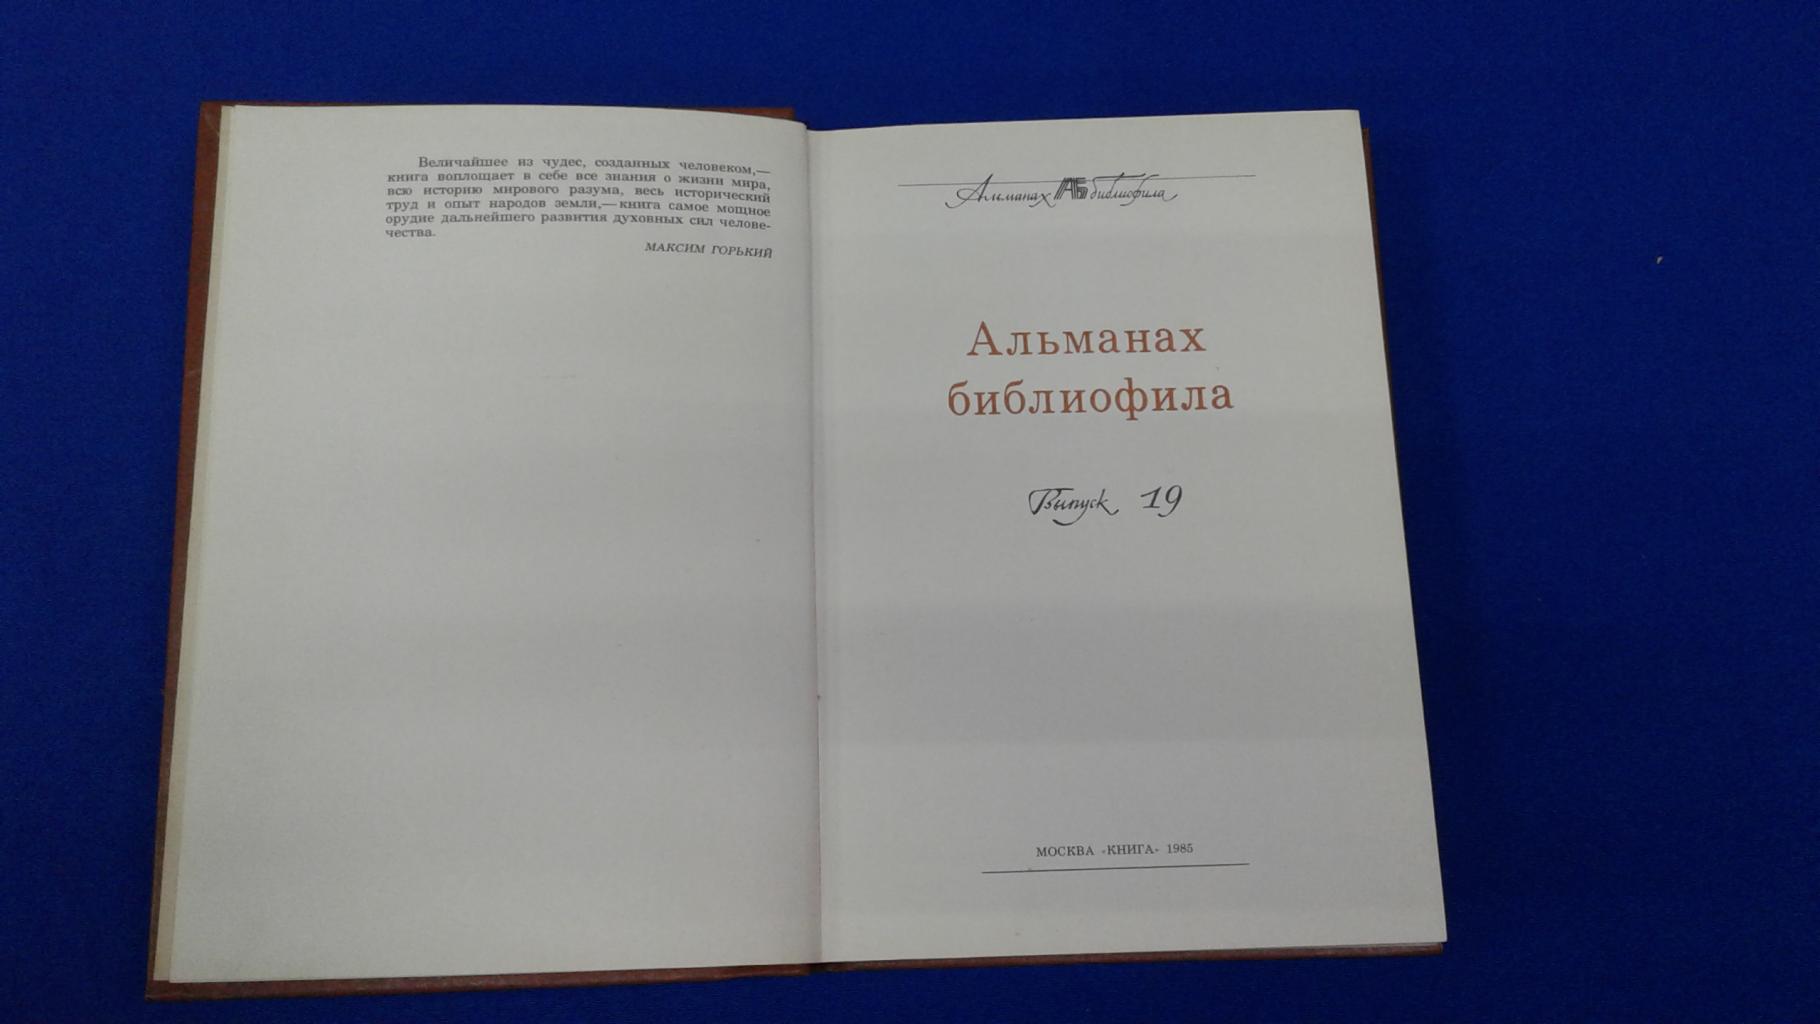 Величайшее из чудес, созданных человеком,—
книга воплощает в себе все знания о жизни мира,
всю историю мирового разума, весь исторический
труд и опыт народов земли,—книга самое мощное
орудие дальнейшего развития духовных сил челове-
чества.
МАКСИМ ГОРЬКИЙ
Альманах АБ библиофила
Альманах
библиофила
Выпуск 19
МОСКВА «КНИГА» 1985